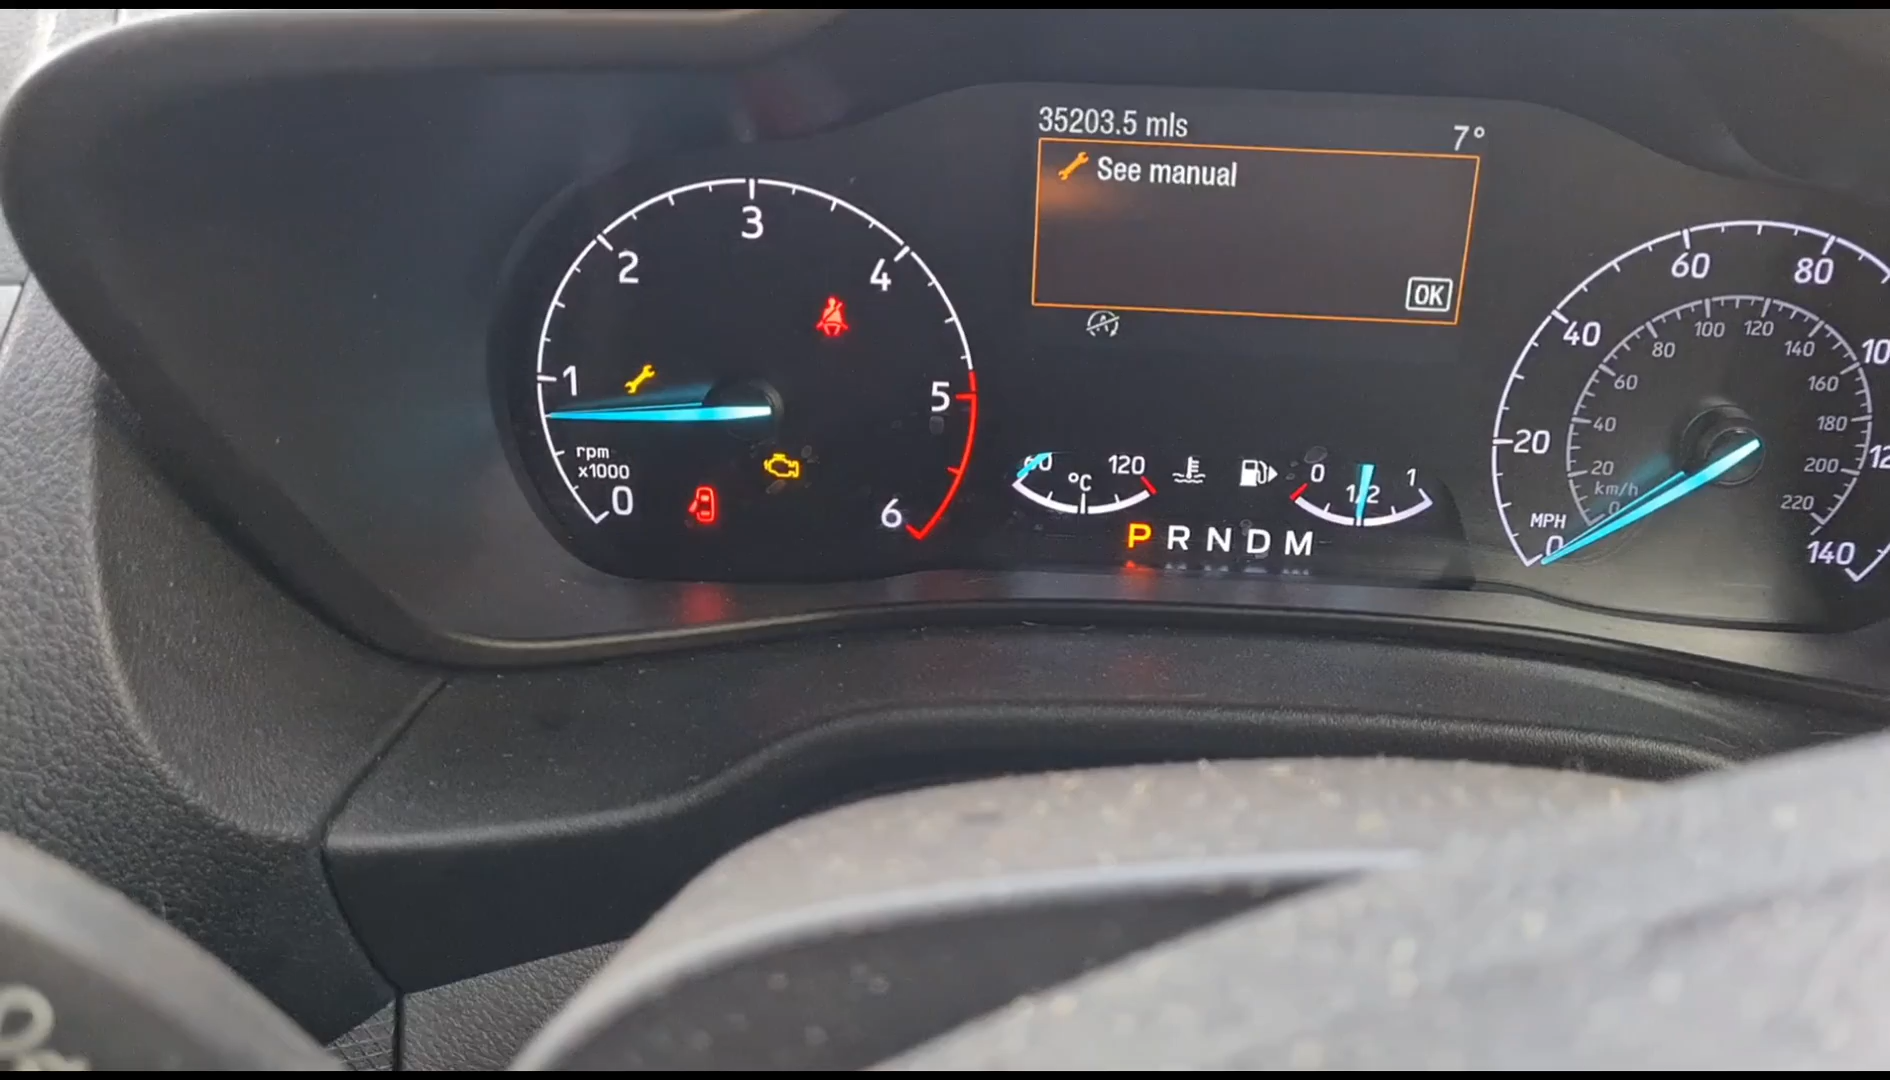 35203.5 mls 7°
See manual
OK
0 1 2 3 4 5 6
rpm
x1000
60 120
°C
0 1/2 1
P R N D M
0 20 40 60 80 140
MPH
0 20 40 60 80 100 120 140 160 180 200 220
km/h